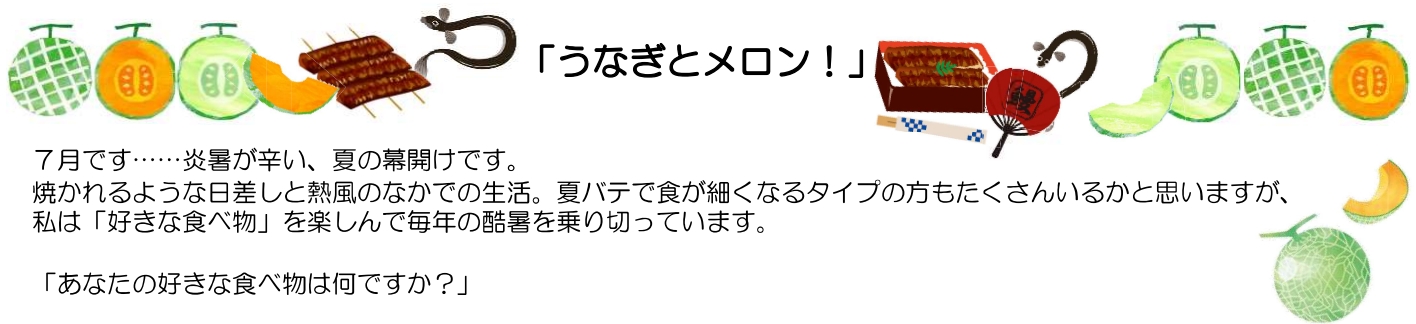 「うなぎとメロン！」
鰻
７月です……炎暑が辛い、夏の幕開けです。
焼かれるような日差しと熱風のなかでの生活。夏バテで食が細くなるタイプの方もたくさんいるかと思いますが、
私は「好きな食べ物」を楽しんで毎年の酷暑を乗り切っています。
「あなたの好きな食べ物は何ですか？」